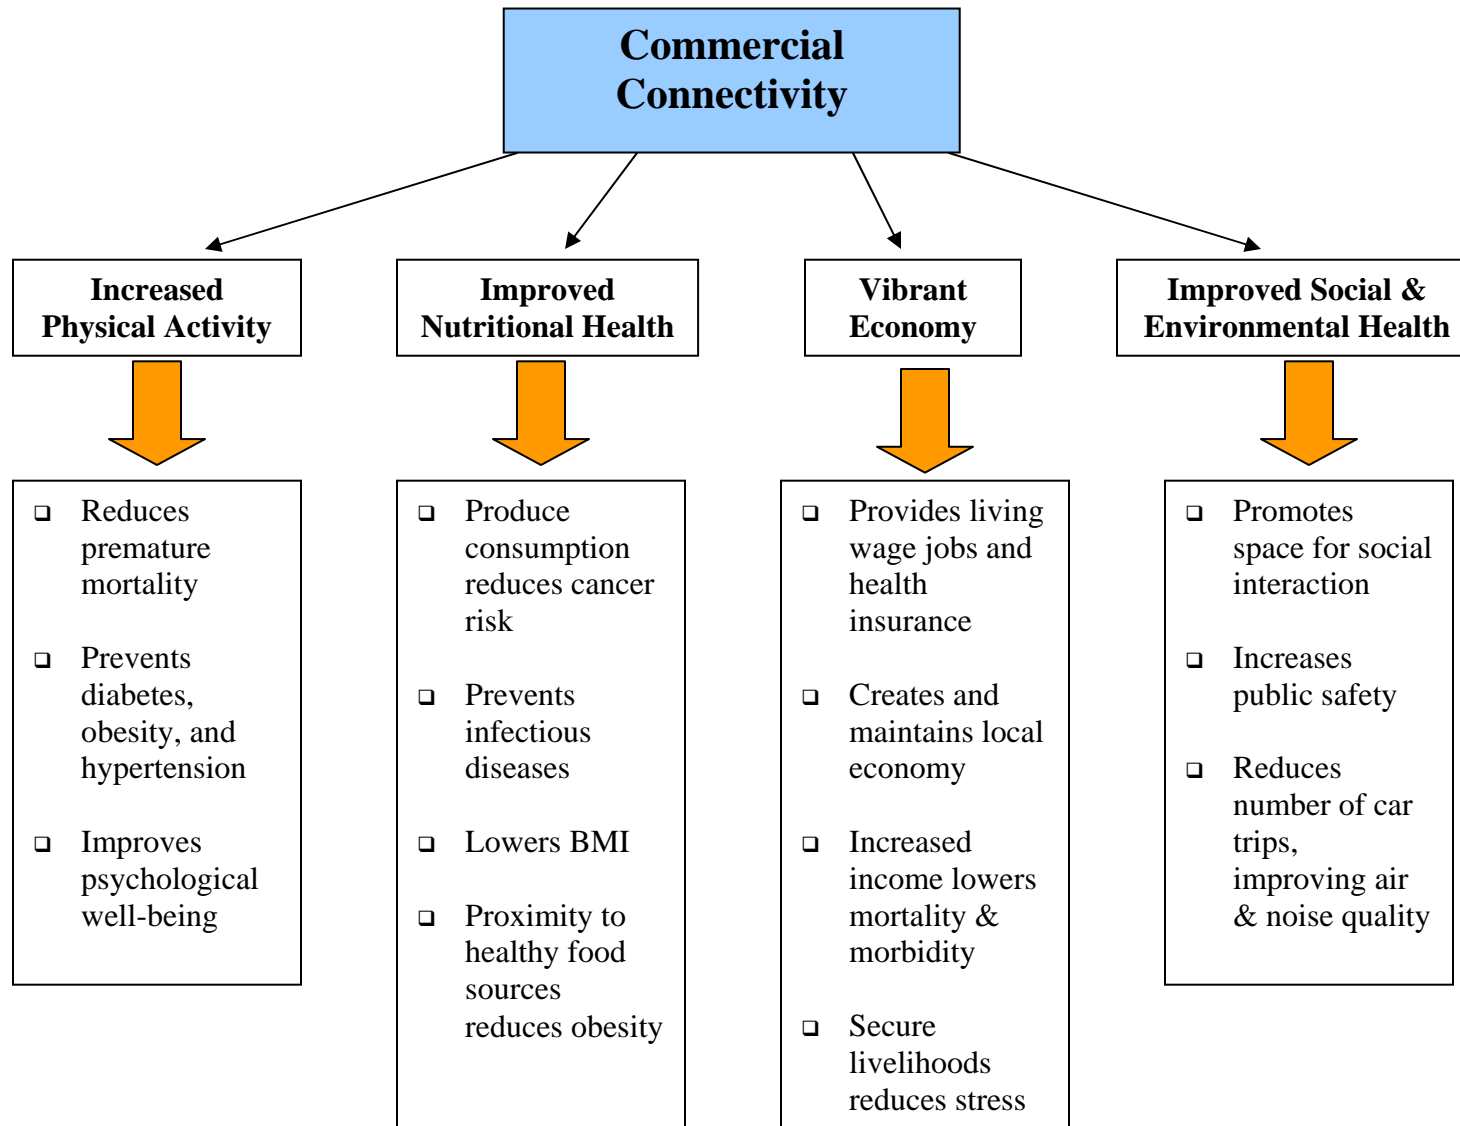 Commercial
Connectivity
Increased
Physical Activity
Improved
Nutritional Health
Vibrant
Economy
Improved Social &
Environmental Health
❑ Reduces
premature
mortality
❑ Prevents
diabetes,
obesity, and
hypertension
❑ Improves
psychological
well-being
❑ Produce
consumption
reduces cancer
risk
❑ Prevents
infectious
diseases
❑ Lowers BMI
❑ Proximity to
healthy food
sources
reduces obesity
❑ Provides living
wage jobs and
health
insurance
❑ Creates and
maintains local
economy
❑ Increased
income lowers
mortality &
morbidity
❑ Secure
livelihoods
reduces stress
❑ Promotes
space for social
interaction
❑ Increases
public safety
❑ Reduces
number of car
trips,
improving air
& noise quality